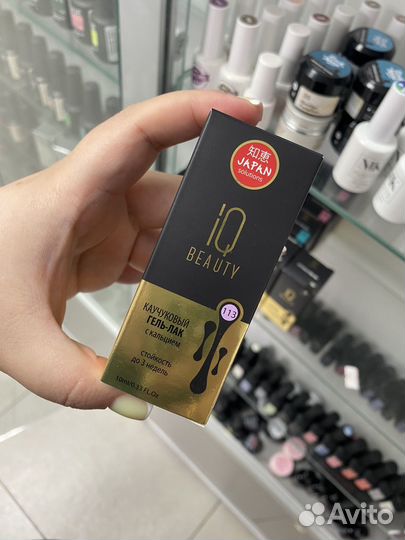 知恵
JAPAN
solutions
iQ
BEAUTY
113
КАУЧУКОВЫЙ
ГЕЛЬ-ЛАК
С КАЛЬЦИЕМ
СТОЙКОСТЬ
ДО 3 НЕДЕЛЬ
10ml/0.33 FL.Oz
iQ
Avito